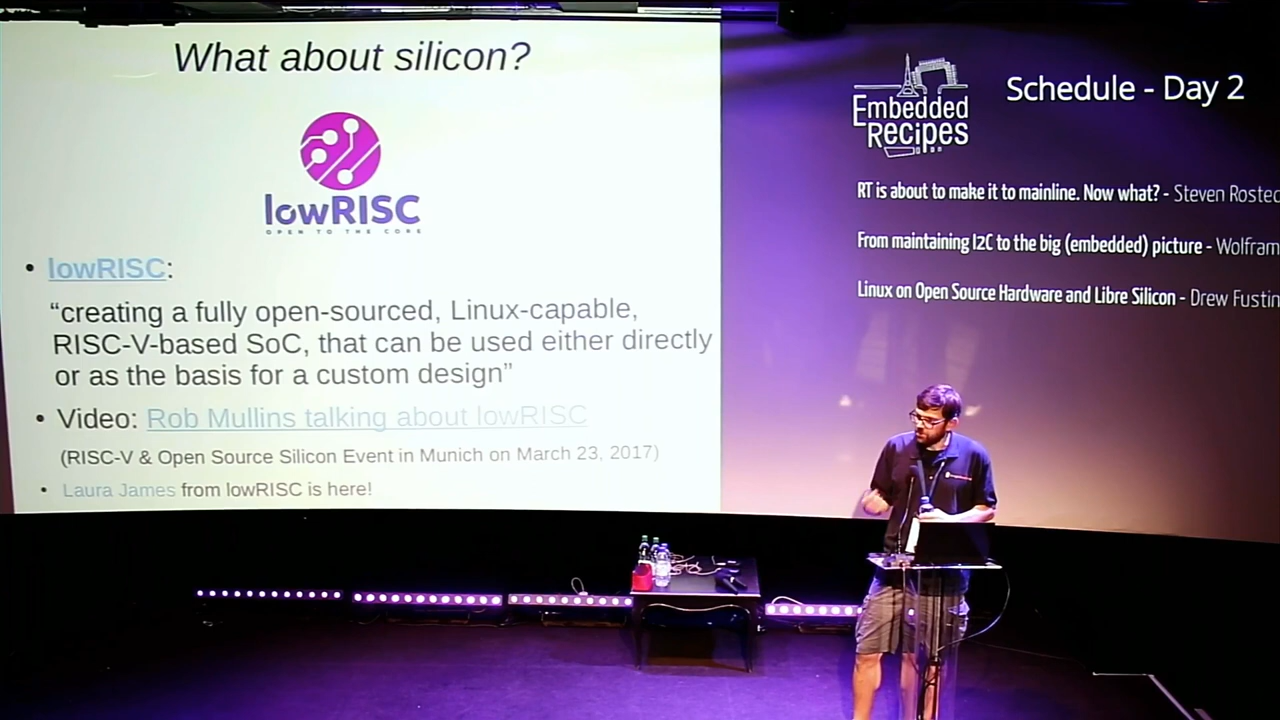 What about silicon?
lowRISC
OPEN TO THE CORE
• lowRISC:
“creating a fully open-sourced, Linux-capable,
RISC-V-based SoC, that can be used either directly
or as the basis for a custom design”
• Video: Rob Mullins talking about lowRISC
(RISC-V & Open Source Silicon Event in Munich on March 23, 2017)
• Laura James from lowRISC is here!
Embedded
Recipes
Schedule - Day 2
RT is about to make it to mainline. Now what? - Steven Rosted
From maintaining I2C to the big (embedded) picture - Wolfram
Linux on Open Source Hardware and Libre Silicon - Drew Fustin